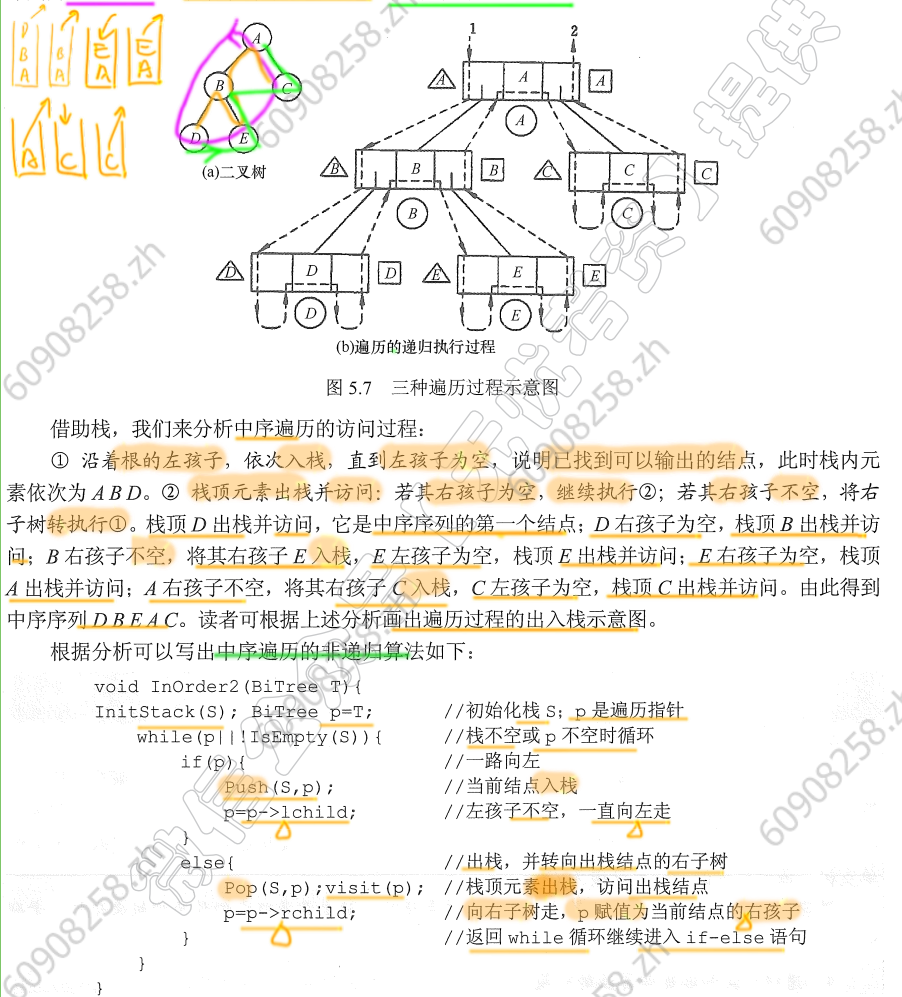 D B A
B A
E A
E A
A
C
C
A
B
C
D
E
(a)二叉树
1
2
A
A
A
A
B
B
B
B
C
C
C
C
D
D
D
D
E
E
E
E
(b)遍历的递归执行过程
图 5.7 三种遍历过程示意图
借助栈，我们来分析中序遍历的访问过程：
① 沿着根的左孩子，依次入栈，直到左孩子为空，说明已找到可以输出的结点，此时栈内元
素依次为 A B D。② 栈顶元素出栈并访问：若其右孩子为空，继续执行②；若其右孩子不空，将右
子树转执行①。栈顶 D 出栈并访问，它是中序序列的第一个结点；D 右孩子为空，栈顶 B 出栈并访
问；B 右孩子不空，将其右孩子 E 入栈，E 左孩子为空，栈顶 E 出栈并访问；E 右孩子为空，栈顶
A 出栈并访问；A 右孩子不空，将其右孩子 C 入栈，C 左孩子为空，栈顶 C 出栈并访问。由此得到
中序序列 D B E A C。读者可根据上述分析画出遍历过程的出入栈示意图。
根据分析可以写出中序遍历的非递归算法如下：
void InOrder2(BiTree T){
InitStack(S); BiTree p=T; //初始化栈 S；p 是遍历指针
while(p||!IsEmpty(S)){ //栈不空或 p 不空时循环
if(p){ //一路向左
Push(S,p); //当前结点入栈
p=p->lchild; //左孩子不空，一直向左走
}
else{ //出栈，并转向出栈结点的右子树
Pop(S,p);visit(p); //栈顶元素出栈，访问出栈结点
p=p->rchild; //向右子树走，p 赋值为当前结点的右孩子
} //返回 while 循环继续进入 if-else 语句
}
}
60908258.zh
60908258.zh
60908258.zh
60908258.zh
60908258.zh
60908258.zh
60908258.zh
60908258.zh
60908258.zh